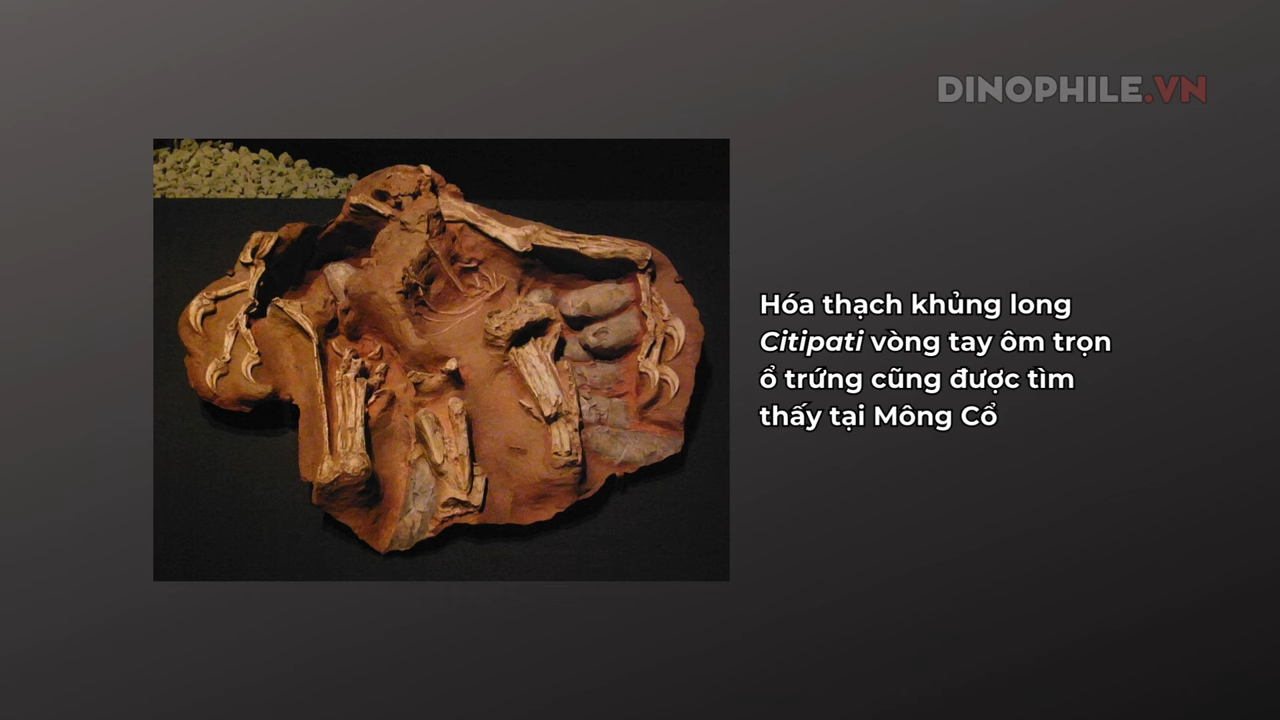 DINOPHILE.VN
Hóa thạch khủng long
Citipati vòng tay ôm trọn
ổ trứng cũng được tìm
thấy tại Mông Cổ